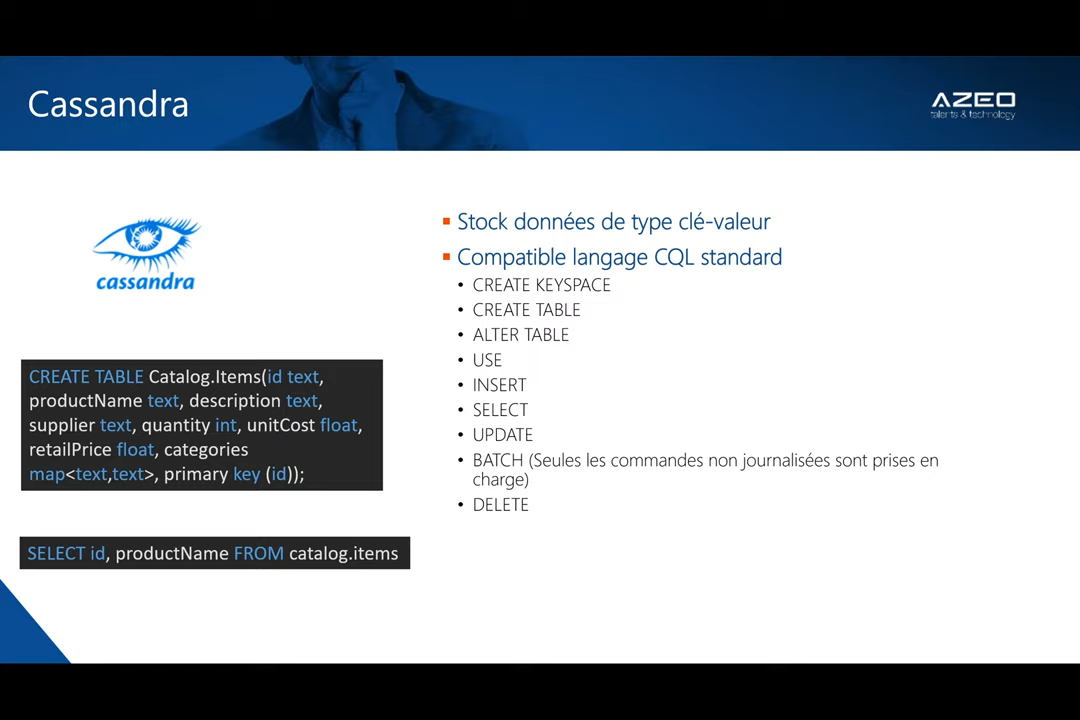 Cassandra
AZEO
talents & technology
cassandra
CREATE TABLE Catalog.Items(id text,
productName text, description text,
supplier text, quantity int, unitCost float,
retailPrice float, categories
map<text,text>, primary key (id));
SELECT id, productName FROM catalog.items
Stock données de type clé-valeur
Compatible langage CQL standard
CREATE KEYSPACE
CREATE TABLE
ALTER TABLE
USE
INSERT
SELECT
UPDATE
BATCH (Seules les commandes non journalisées sont prises en
charge)
DELETE